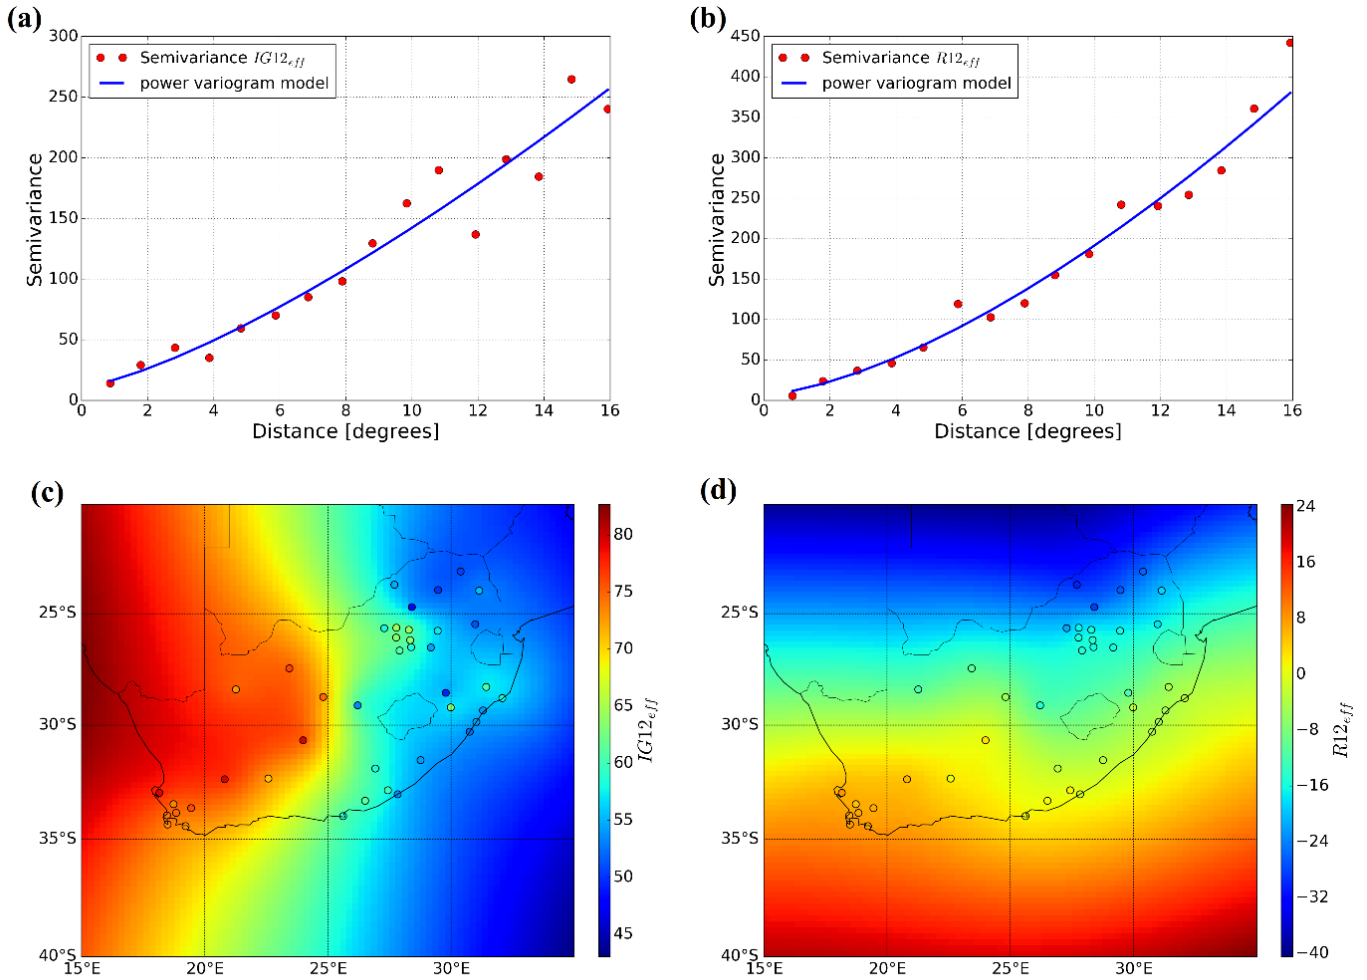 (a)
300
250
200
150
100
50
0
Semivariance
Semivariance IG12eff
power variogram model
0 2 4 6 8 10 12 14 16
Distance [degrees]
(b)
450
400
350
300
250
200
150
100
50
0
Semivariance
Semivariance R12eff
power variogram model
0 2 4 6 8 10 12 14 16
Distance [degrees]
(c)
25°S
30°S
35°S
40°S
15°E 20°E 25°E 30°E
80
75
70
65
60
55
50
45
IG12eff
(d)
25°S
30°S
35°S
40°S
15°E 20°E 25°E 30°E
24
16
8
0
−8
−16
−24
−32
−40
R12eff